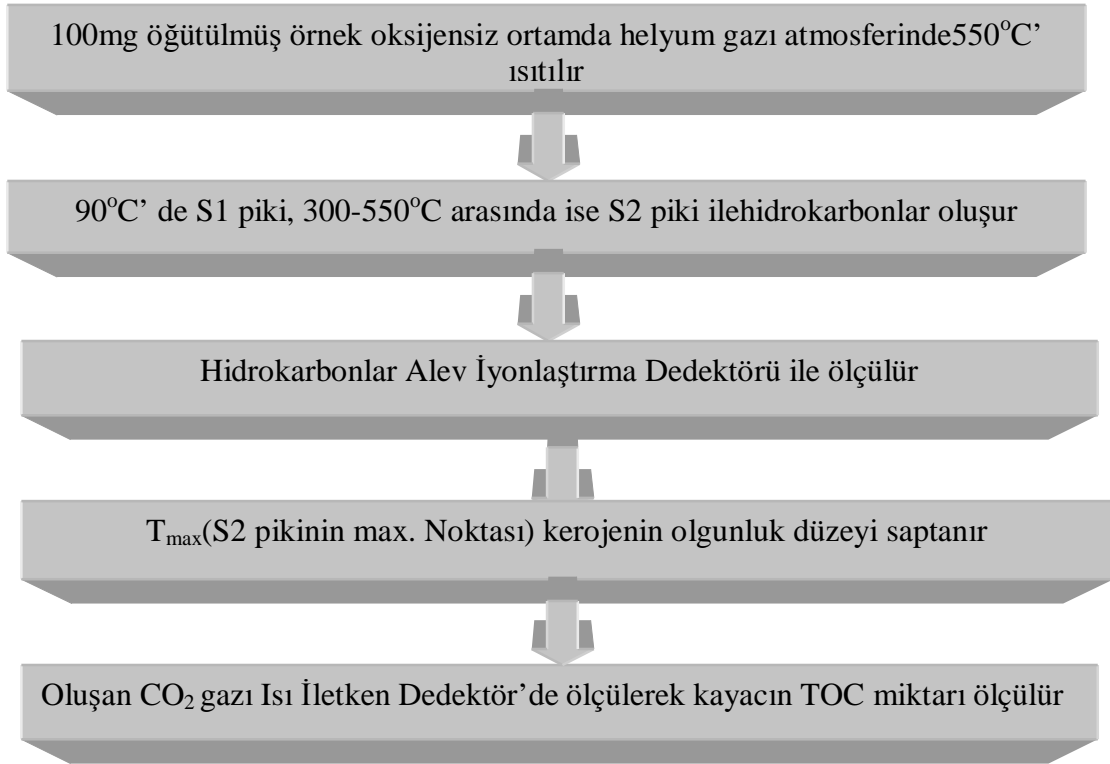 100mg öğütülmüş örnek oksijensiz ortamda helyum gazı atmosferinde550°C’
ısıtılır
90°C’ de S1 piki, 300-550°C arasında ise S2 piki ilehidrokarbonlar oluşur
Hidrokarbonlar Alev İyonlaştırma Dedektörü ile ölçülür
Tmax(S2 pikinin max. Noktası) kerojenin olgunluk düzeyi saptanır
Oluşan CO2 gazı Isı İletken Dedektör’de ölçülerek kayacın TOC miktarı ölçülür